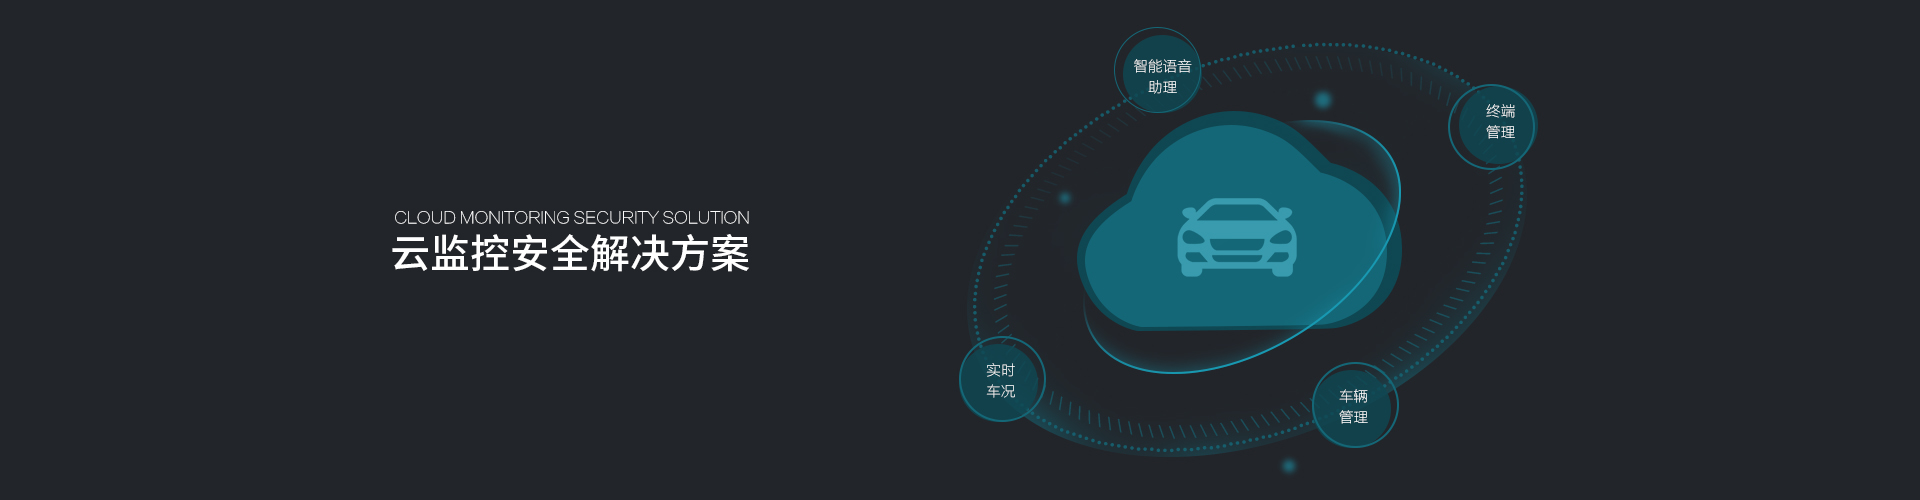 CLOUD MONITORING SECURITY SOLUTION
云监控安全解决方案
智能语音
助理
终端
管理
实时
车况
车辆
管理